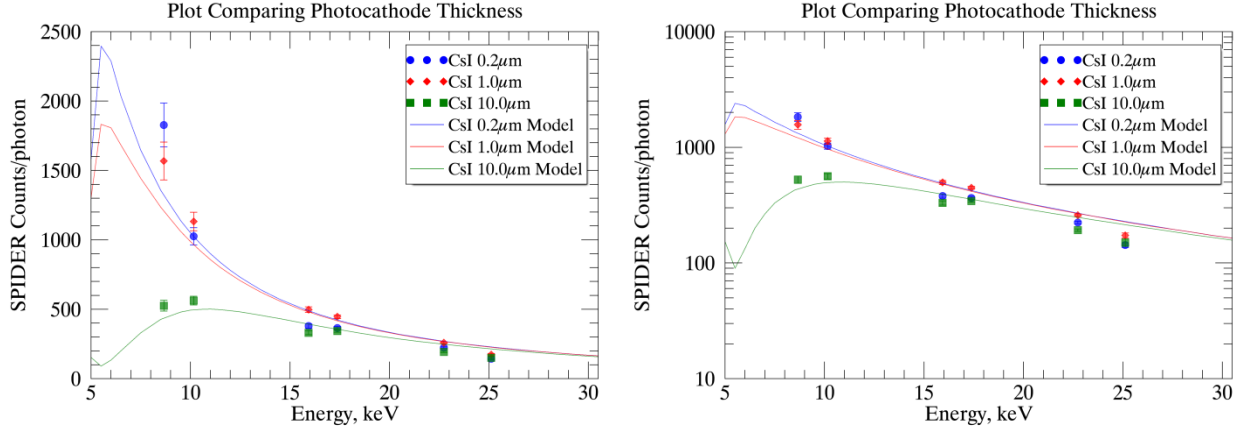 Plot Comparing Photocathode Thickness
2500
2000
1500
1000
500
0
SPIDER Counts/photon
CsI 0.2μm
CsI 1.0μm
CsI 10.0μm
CsI 0.2μm Model
CsI 1.0μm Model
CsI 10.0μm Model
5 10 15 20 25 30
Energy, keV
Plot Comparing Photocathode Thickness
10000
1000
100
10
SPIDER Counts/photon
CsI 0.2μm
CsI 1.0μm
CsI 10.0μm
CsI 0.2μm Model
CsI 1.0μm Model
CsI 10.0μm Model
5 10 15 20 25 30
Energy, keV